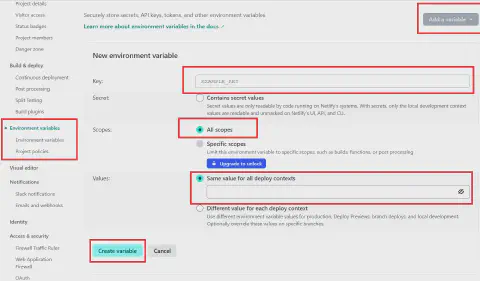 Project details
Visitor access
Status badges
Project members
Danger zone
Build & deploy
Continuous deployment
Post processing
Split Testing
Build plugins
Environment variables
Environment variables
Project policies
Visual editor
Notifications
Slack notifications
Emails and webhooks
Identity
Access & security
Firewall Traffic Rules
Web Application
Firewall
OAuth
Securely store secrets, API keys, tokens, and other environment variables
Learn more about environment variables in the docs ↗
Add a variable
New environment variable
Key:
EXAMPLE_KEY
Secret:
Contains secret values
Secret values are only readable by code running on Netlify's systems. With secrets, only the local development context
values are readable and unmasked on Netlify's UI, API, and CLI.
Scopes:
All scopes
Specific scopes
Limit this environment variable to specific scopes, such as builds, functions, or post processing
Upgrade to unlock
Values:
Same value for all deploy contexts
Different value for each deploy context
Use different environment variable values for production, Deploy Previews, branch deploys, and local development.
Optionally override these values on specific branches.
Create variable
Cancel